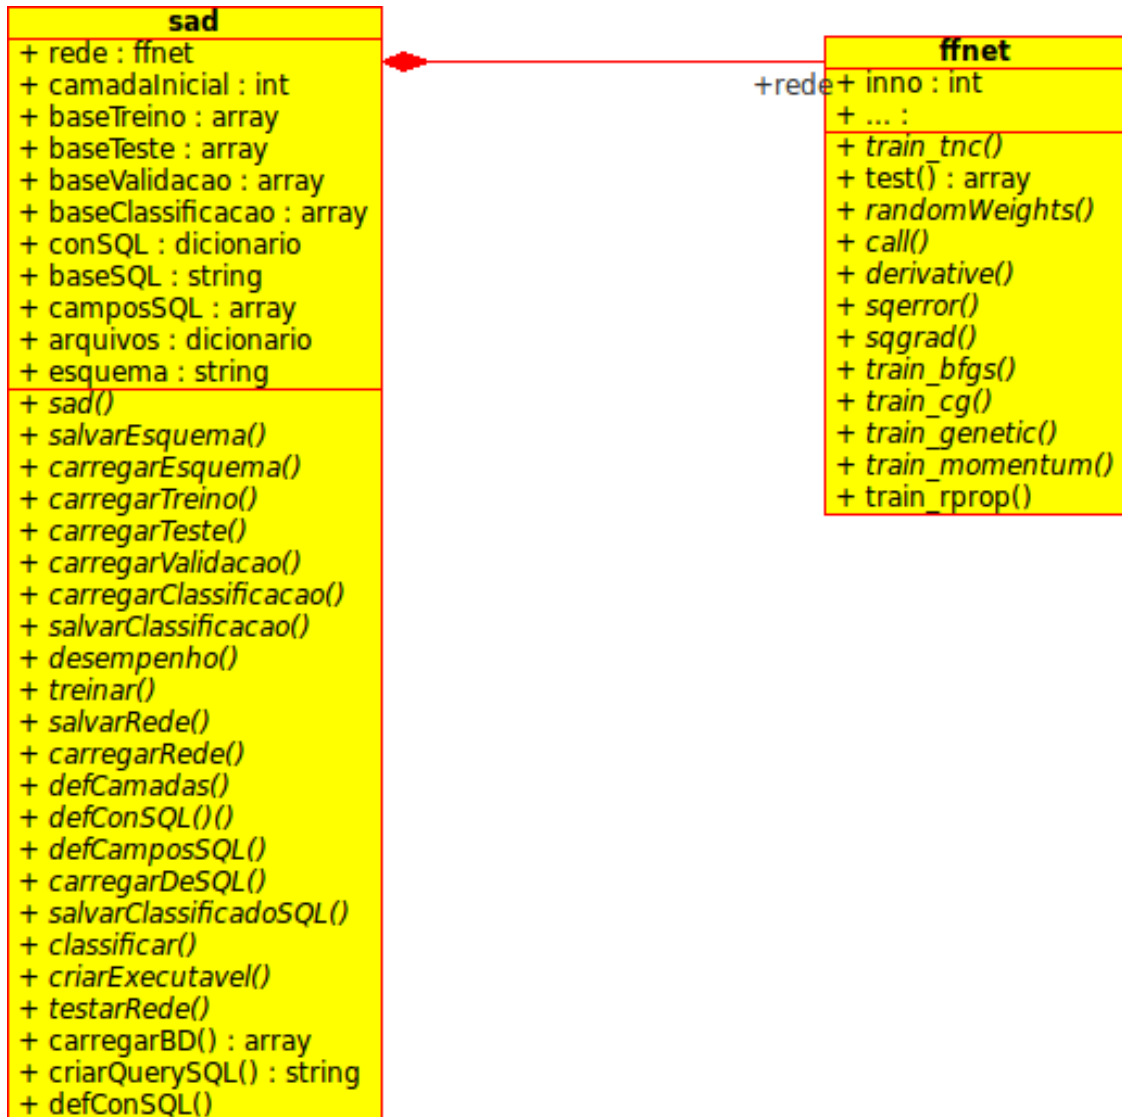 sad
+ rede : ffnet
+ camadaInicial : int
+ baseTreino : array
+ baseTeste : array
+ baseValidacao : array
+ baseClassificacao : array
+ conSQL : dicionario
+ baseSQL : string
+ camposSQL : array
+ arquivos : dicionario
+ esquema : string
+ sad()
+ salvarEsquema()
+ carregarEsquema()
+ carregarTreino()
+ carregarTeste()
+ carregarValidacao()
+ carregarClassificacao()
+ salvarClassificacao()
+ desempenho()
+ treinar()
+ salvarRede()
+ carregarRede()
+ defCamadas()
+ defConSQL()()
+ defCamposSQL()
+ carregarDeSQL()
+ salvarClassificadoSQL()
+ classificar()
+ criarExecutavel()
+ testarRede()
+ carregarBD() : array
+ criarQuerySQL() : string
+ defConSQL()
+rede
ffnet
+ inno : int
+ ... :
+ train_tnc()
+ test() : array
+ randomWeights()
+ call()
+ derivative()
+ sqerror()
+ sqgrad()
+ train_bfgs()
+ train_cg()
+ train_genetic()
+ train_momentum()
+ train_rprop()